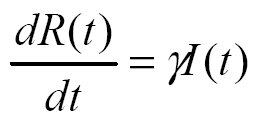 dR(t)/dt = γI(t)